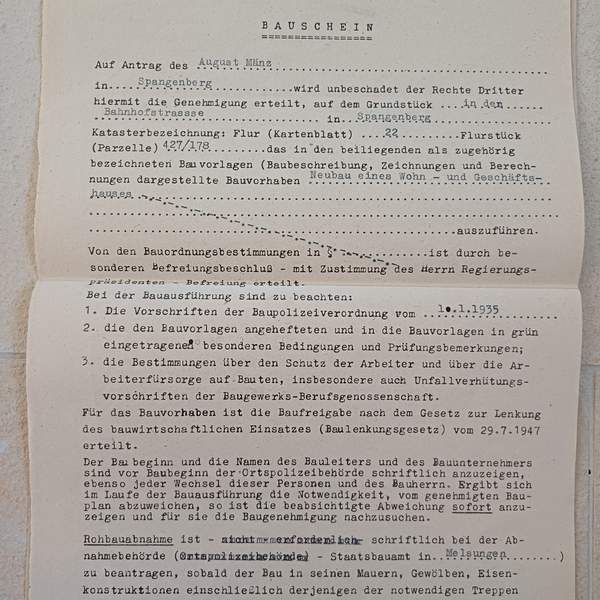 BAUSCHEIN
Auf Antrag des August Münz
in Spangenberg wird unbeschadet der Rechte Dritter
hiermit die Genehmigung erteilt, auf dem Grundstück in den
Bahnhofstrassse in Spangenberg
Katasterbezeichnung: Flur (Kartenblatt) 22 Flurstück
(Parzelle) 427/178 das in den beiliegenden als zugehörig
bezeichneten Bauvorlagen (Baubeschreibung, Zeichnungen und Berech-
nungen dargestellte Bauvorhaben Neubau eines Wohn - und Geschäfts-
hauses
auszuführen.
Von den Bauordnungsbestimmungen in § ist durch be-
sonderen Befreiungsbeschluß - mit Zustimmung des Herrn Regierungs-
präsidenten - Befreiung erteilt.
Bei der Bauausführung sind zu beachten:
1. Die Vorschriften der Baupolizeiverordnung vom 1.1.1935
2. die den Bauvorlagen angehefteten und in die Bauvorlagen in grün
eingetragenen besonderen Bedingungen und Prüfungsbemerkungen;
3. die Bestimmungen über den Schutz der Arbeiter und über die Ar-
beiterfürsorge auf Bauten, insbesondere auch Unfallverhütungs-
vorschriften der Baugewerks-Berufsgenossenschaft.
Für das Bauvorhaben ist die Baufreigabe nach dem Gesetz zur Lenkung
des bauwirtschaftlichen Einsatzes (Baulenkungsgesetz) vom 29.7.1947
erteilt.
Der Baubeginn und die Namen des Bauleiters und des Bauunternehmers
sind vor Baubeginn der Ortspolizeibehörde schriftlich anzuzeigen,
ebenso jeder Wechsel dieser Personen und des Bauherrn. Ergibt sich
im Laufe der Bauausführung die Notwendigkeit, vom genehmigten Bau-
plan abzuweichen, so ist die beabsichtigte Abweichung sofort anzu-
zeigen und für sie die Baugenehmigung nachzusuchen.
Rohbauabnahme ist - nicht - erforderlich - schriftlich bei der Ab-
nahmebehörde (Ortspolizeibehörde) - Staatsbauamt in Melsungen )
zu beantragen, sobald der Bau in seinen Mauern, Gewölben, Eisen-
konstruktionen einschließlich derjenigen der notwendigen Treppen